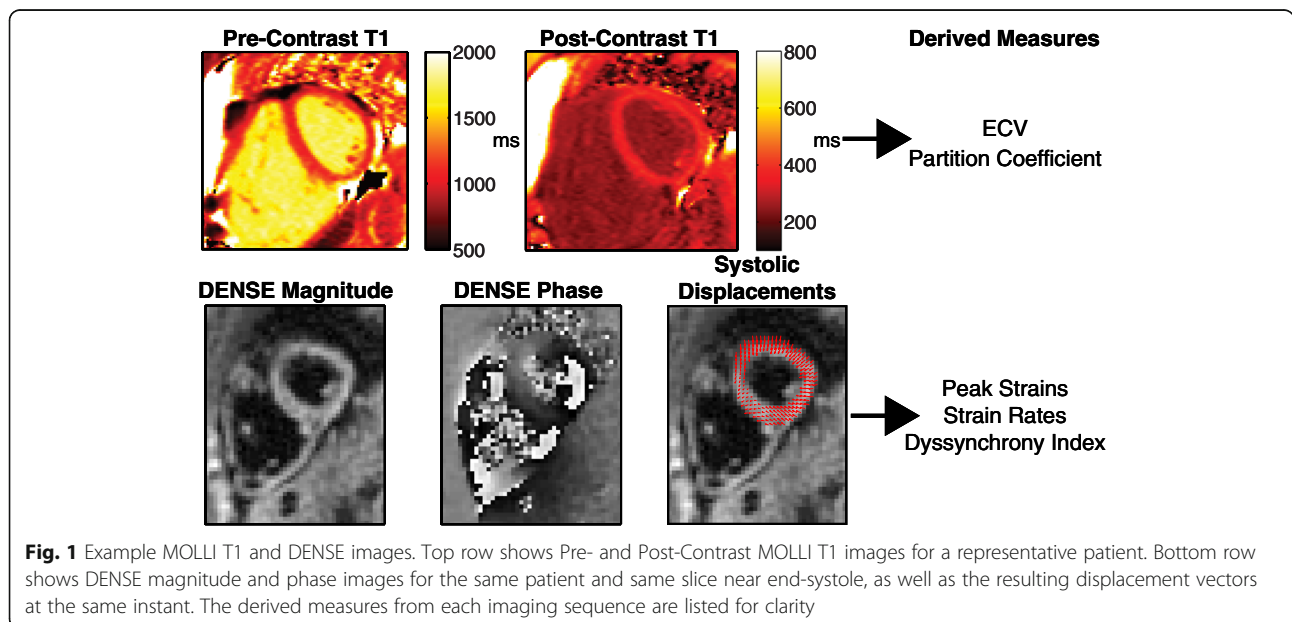 Pre-Contrast T1
Post-Contrast T1
Derived Measures
2000
1500
1000
500
ms
800
600
400
200
ms
ECV
Partition Coefficient
DENSE Magnitude
DENSE Phase
Systolic
Displacements
Peak Strains
Strain Rates
Dyssynchrony Index
Fig. 1 Example MOLLI T1 and DENSE images. Top row shows Pre- and Post-Contrast MOLLI T1 images for a representative patient. Bottom row
shows DENSE magnitude and phase images for the same patient and same slice near end-systole, as well as the resulting displacement vectors
at the same instant. The derived measures from each imaging sequence are listed for clarity